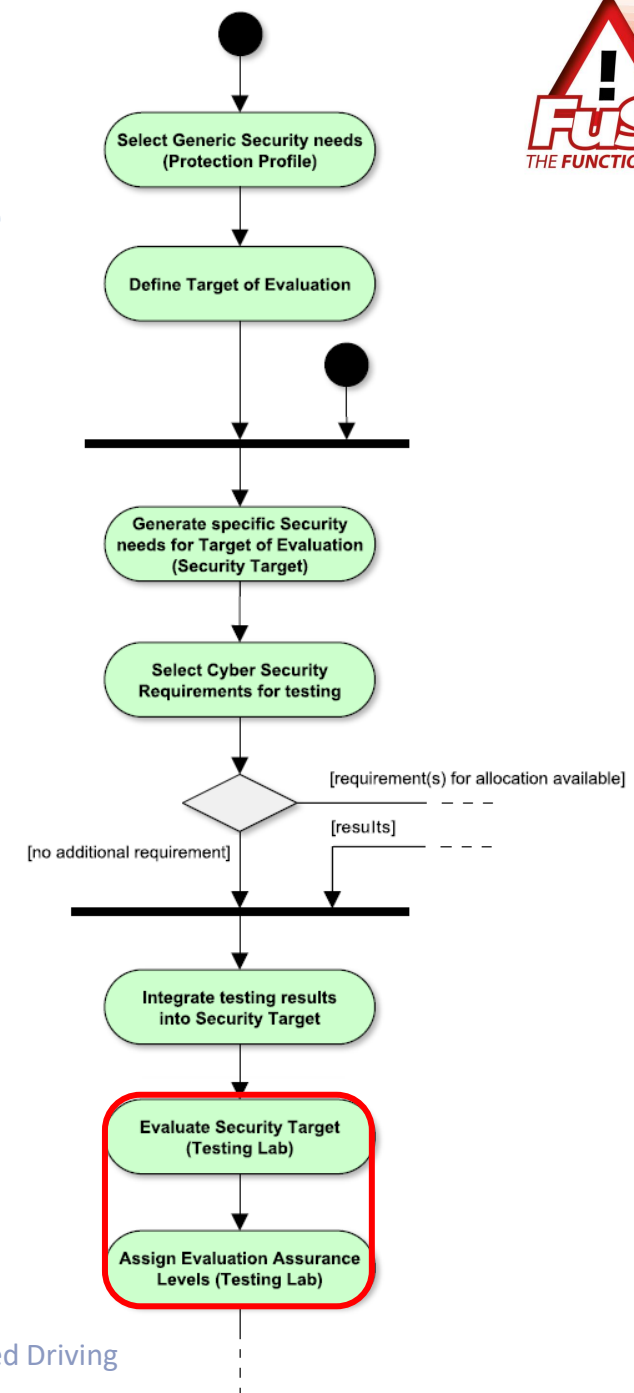 Select Generic Security needs
(Protection Profile)
THE FUNCTIO
Define Target of Evaluation
Generate specific Security
needs for Target of Evaluation
(Security Target)
Select Cyber Security
Requirements for testing
[requirement(s) for allocation available]
[results]
[no additional requirement]
Integrate testing results
into Security Target
Evaluate Security Target
(Testing Lab)
Assign Evaluation Assurance
Levels (Testing Lab)
ed Driving